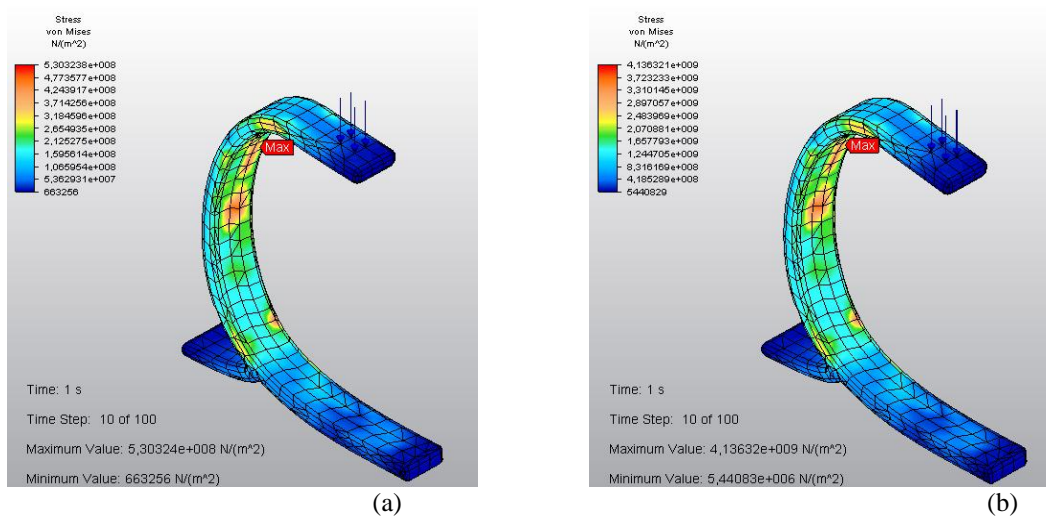 Stress
von Mises
N/(m^2)
5,303238e+008
4,773577e+008
4,243917e+008
3,714256e+008
3,184596e+008
2,654935e+008
2,125275e+008
1,595614e+008
1,065954e+008
5,362931e+007
663256
Max
Time: 1 s
Time Step: 10 of 100
Maximum Value: 5,30324e+008 N/(m^2)
Minimum Value: 663256 N/(m^2)
(a)
Stress
von Mises
N/(m^2)
4,136321e+009
3,723233e+009
3,310145e+009
2,897057e+009
2,483969e+009
2,070881e+009
1,657793e+009
1,244705e+009
8,316169e+008
4,185289e+008
5440829
Max
Time: 1 s
Time Step: 10 of 100
Maximum Value: 4,13632e+009 N/(m^2)
Minimum Value: 5,44083e+006 N/(m^2)
(b)